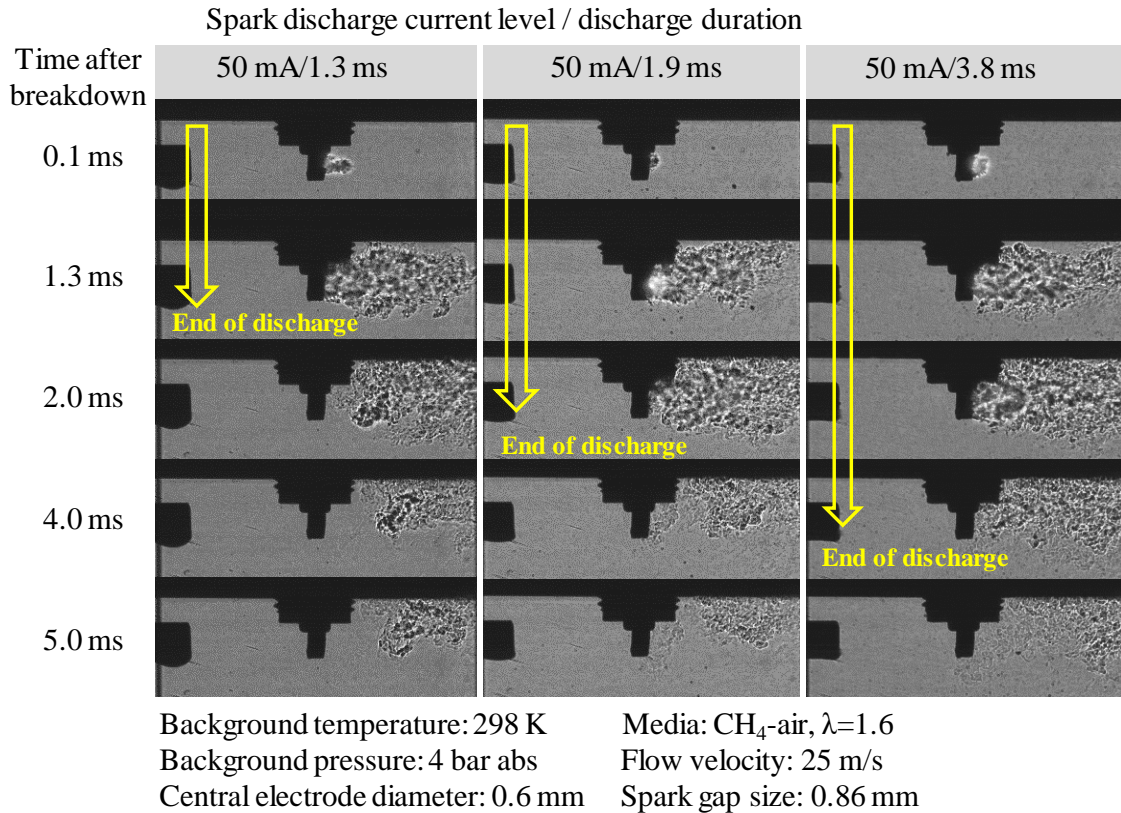 Spark discharge current level / discharge duration
Time after
breakdown
50 mA/1.3 ms
50 mA/1.9 ms
50 mA/3.8 ms
0.1 ms
1.3 ms
End of discharge
2.0 ms
End of discharge
4.0 ms
End of discharge
5.0 ms
Background temperature: 298 K
Media: CH₄-air, λ=1.6
Background pressure: 4 bar abs
Flow velocity: 25 m/s
Central electrode diameter: 0.6 mm
Spark gap size: 0.86 mm